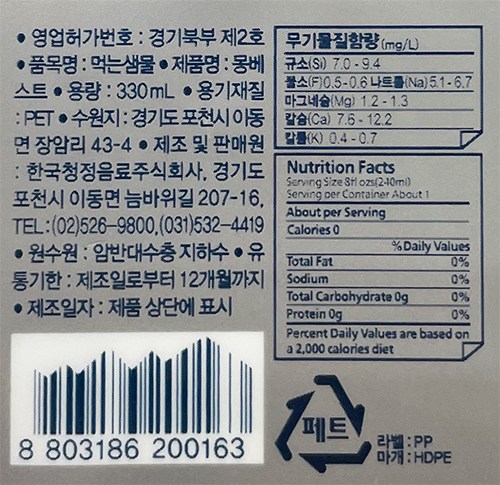 • 영업허가번호 : 경기북부 제2호
• 품목명 : 먹는샘물 • 제품명 : 몽베
스트 • 용량 : 330mL • 용기재질
: PET • 수원지 : 경기도 포천시 이동
면 장암리 43-4 • 제조 및 판매원
: 한국청정음료주식회사, 경기도
포천시 이동면 늠바위길 207-16,
TEL:(02)526-9800,(031)532-4419
• 원수원 : 암반대수층 지하수 • 유
통기한 : 제조일로부터 12개월까지
• 제조일자 : 제품 상단에 표시
8 803186 200163
무기물질함량(mg/L)
규소(Si) 7.0 - 9.4
불소(F)0.5-0.6 나트륨(Na)5.1-6.7
마그네슘(Mg) 1.2 - 1.3
칼슘(Ca) 7.6 - 12.2
칼륨(K) 0.4 - 0.7
Nutrition Facts
Serving Size 8fl ozs(240ml)
Serving per Container About 1
About per Serving
Calories 0
% Daily Values
Total Fat 0%
Sodium 0%
Total Carbohydrate 0g 0%
Protein 0g 0%
Percent Daily Values are based on
a 2,000 calories diet
페트
라벨 : PP
마개 : HDPE